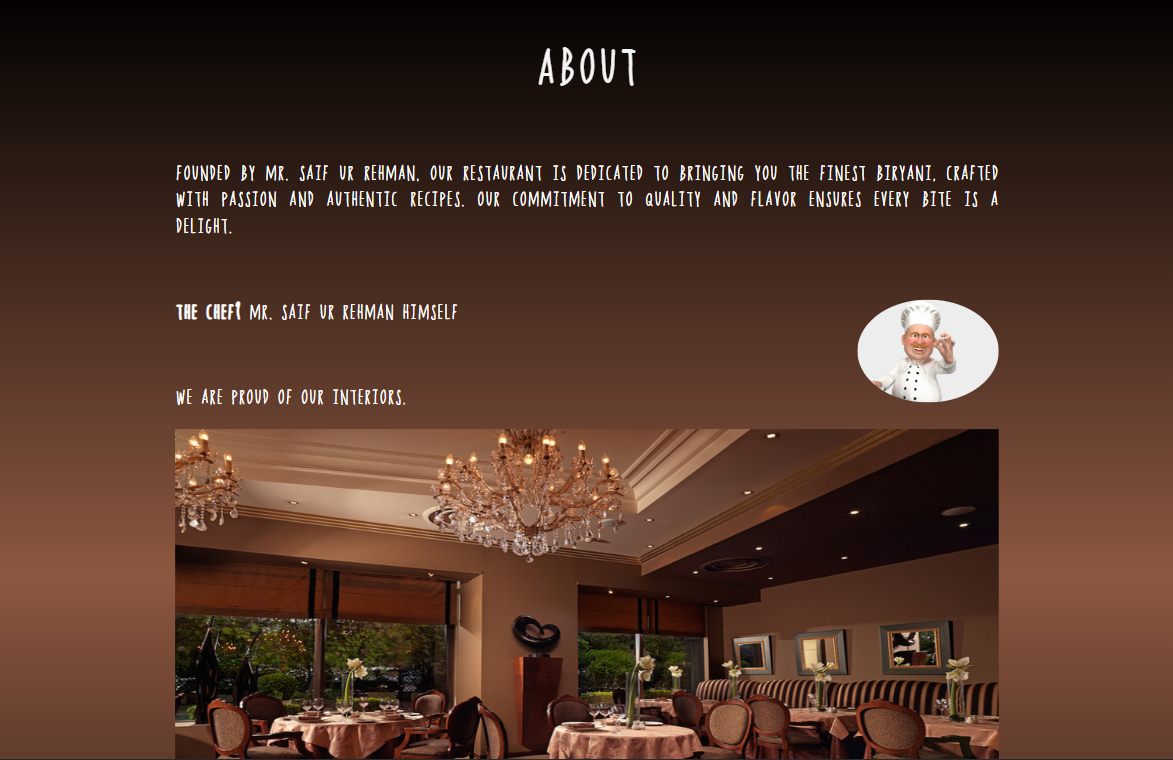 ABOUT
FOUNDED BY MR. SAIF UR REHMAN, OUR RESTAURANT IS DEDICATED TO BRINGING YOU THE FINEST BIRYANI, CRAFTED
WITH PASSION AND AUTHENTIC RECIPES. OUR COMMITMENT TO QUALITY AND FLAVOR ENSURES EVERY BITE IS A
DELIGHT.
THE CHEF? MR. SAIF UR REHMAN HIMSELF
WE ARE PROUD OF OUR INTERIORS.